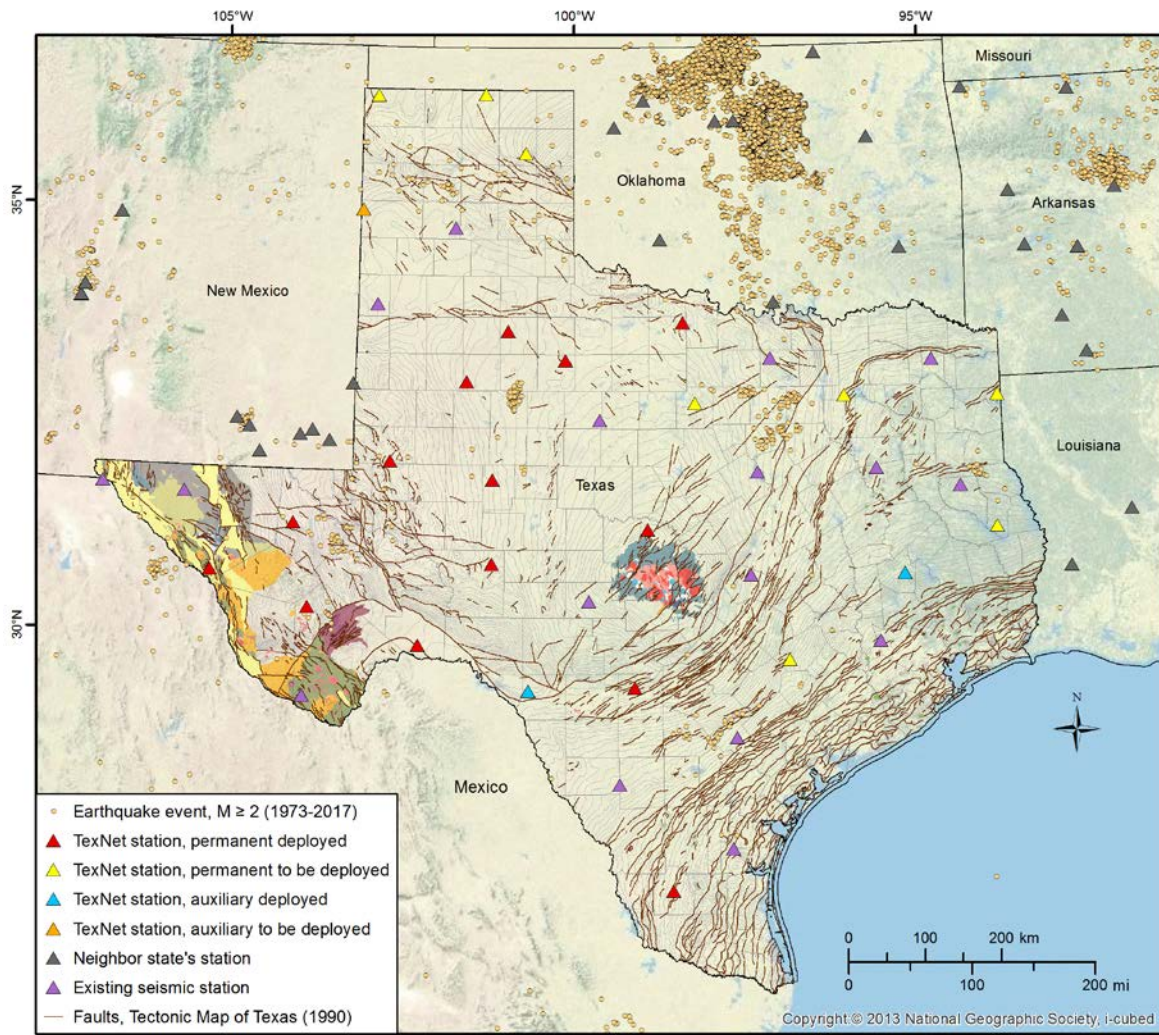 105°W 100°W 95°W
Missouri
35°N
Oklahoma
Arkansas
New Mexico
Louisiana
Texas
30°N
N
Mexico
Earthquake event, M ≥ 2 (1973-2017)
TexNet station, permanent deployed
TexNet station, permanent to be deployed
TexNet station, auxiliary deployed
TexNet station, auxiliary to be deployed
Neighbor state's station
Existing seismic station
Faults, Tectonic Map of Texas (1990)
0 100 200 km
0 100 200 mi
Copyright:© 2013 National Geographic Society, i-cubed